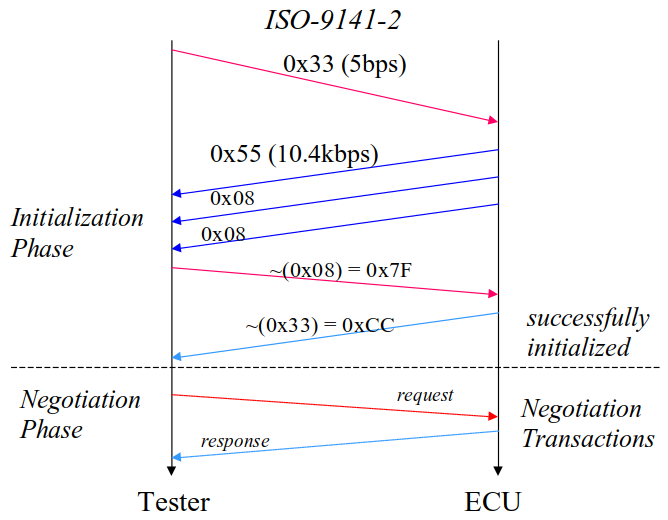 ISO-9141-2
0x33 (5bps)
0x55 (10.4kbps)
0x08
Initialization
Phase
0x08
~(0x08) = 0x7F
~(0x33) = 0xCC
successfully
initialized
Negotiation
Phase
request
Negotiation
Transactions
response
Tester
ECU